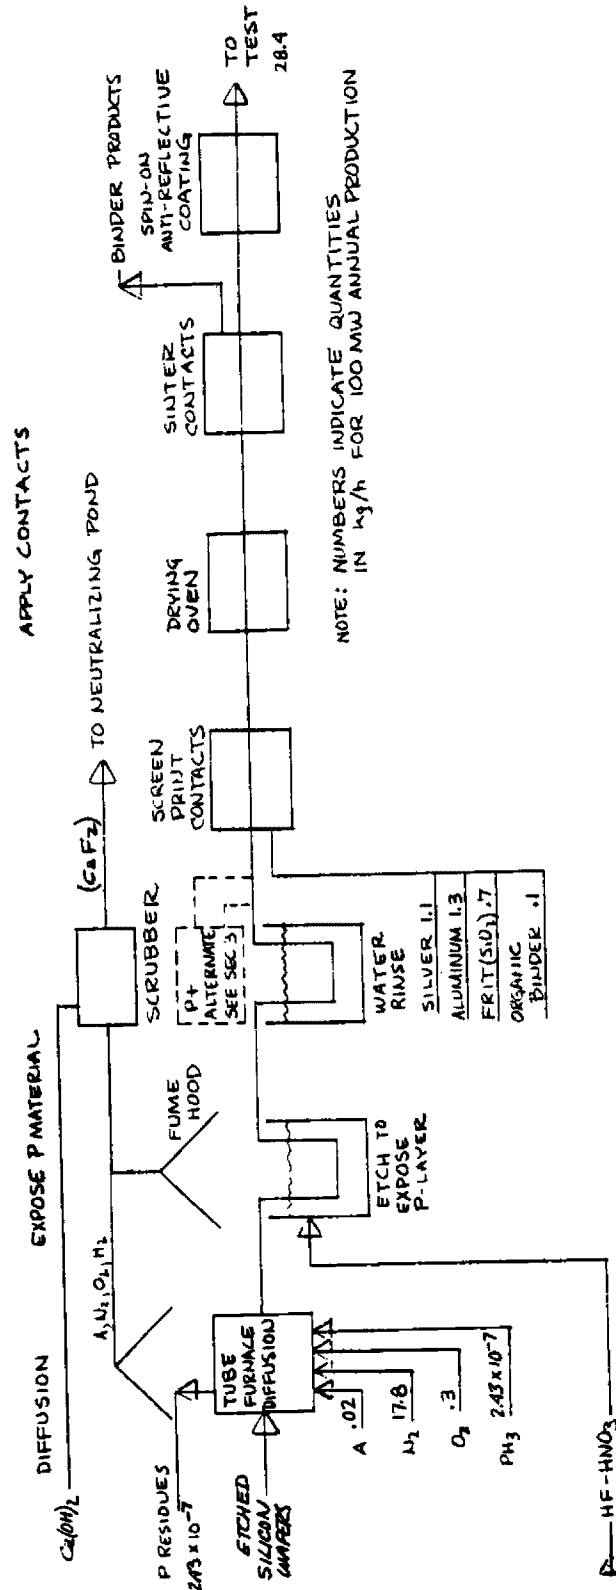 DIFFUSION
EXPOSE P MATERIAL
APPLY CONTACTS
Ca(OH)2
A, N2, O2, H2
SCRUBBER
(CaF2)
TO NEUTRALIZING POND
P RESIDUES
2.43 x 10-7
FUME
HOOD
P+
ALTERNATE
SEE SEC 3
ETCHED
SILICON
WAFERS
TUBE
FURNACE
DIFFUSION
ETCH TO
EXPOSE
P-LAYER
WATER
RINSE
SCREEN
PRINT
CONTACTS
DRYING
OVEN
SINTER
CONTACTS
BINDER PRODUCTS
SPIN-ON
ANTI-REFLECTIVE
COATING
TO
TEST
28.4
A .02
N2 17.8
O2 .3
PH3 2.43 x 10-7
HF-HNO3
SILVER 1.1
ALUMINUM 1.3
FRIT (SiO2) .7
ORGANIC
BINDER .1
NOTE: NUMBERS INDICATE QUANTITIES
IN kg/h FOR 100 MW ANNUAL PRODUCTION